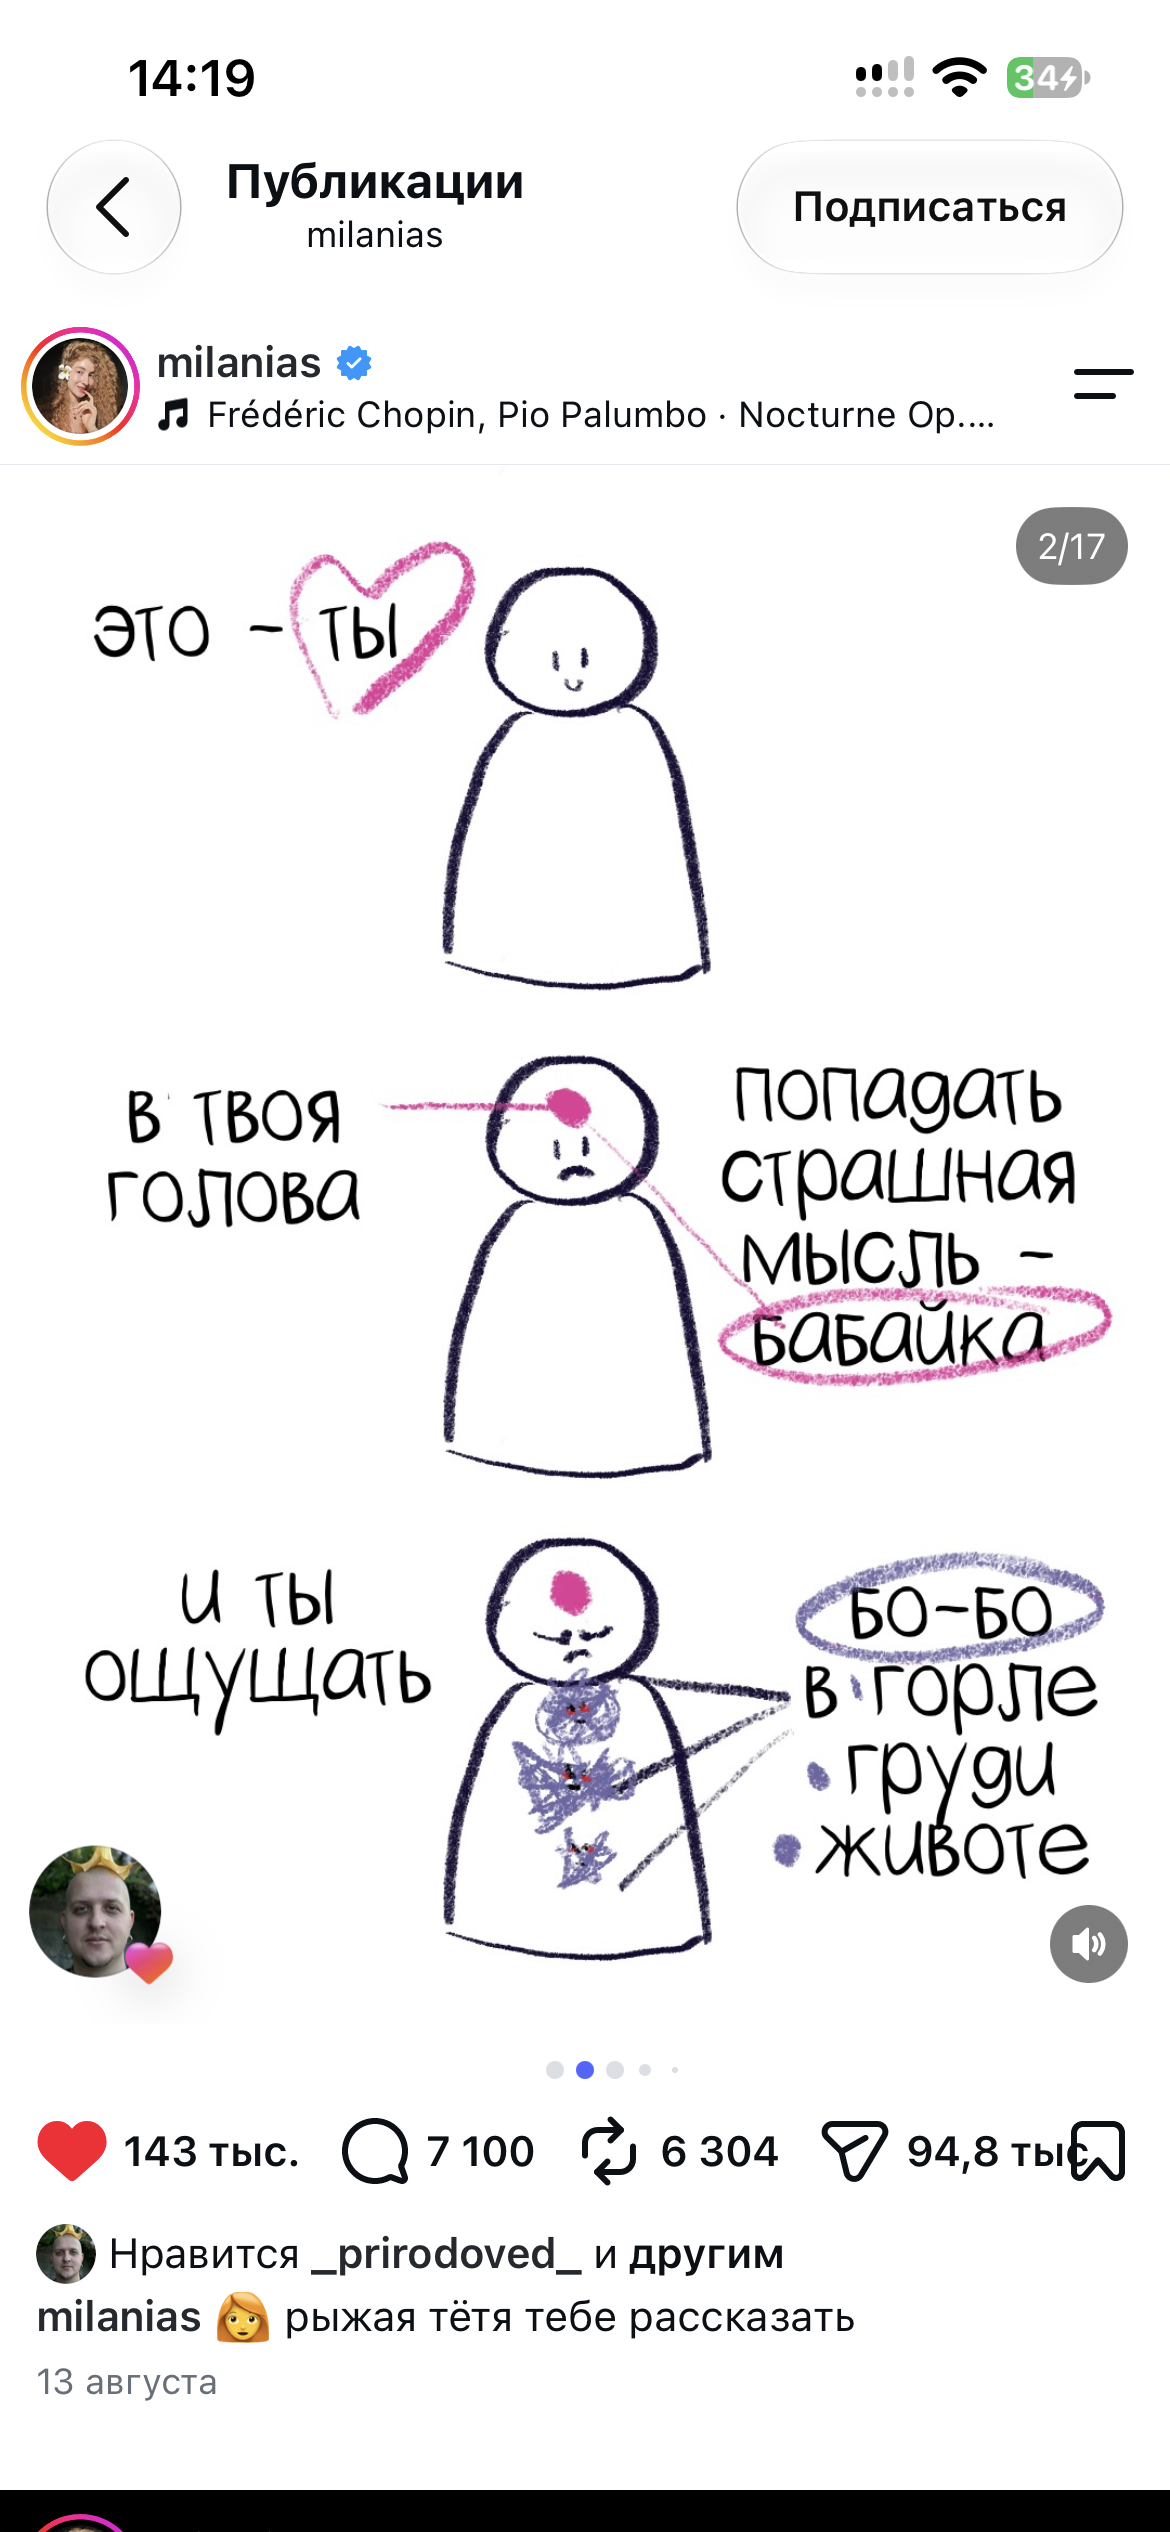 14:19
34
Публикации
milanias
Подписаться
milanias
Frédéric Chopin, Pio Palumbo · Nocturne Op....
2/17
ЭТО - ТЫ
В ТВОЯ
ГОЛОВА
ПОПАДАТЬ
СТРАШНАЯ
МЫСЛЬ -
БАБАЙКА
И ТЫ
ОЩУЩАТЬ
БО-БО
В ГОРЛЕ
ГРУДИ
ЖИВОТЕ
143 тыс.
7 100
6 304
94,8 тыс
Нравится _prirodoved_ и другим
milanias 👩‍🦰 рыжая тётя тебе рассказать
13 августа